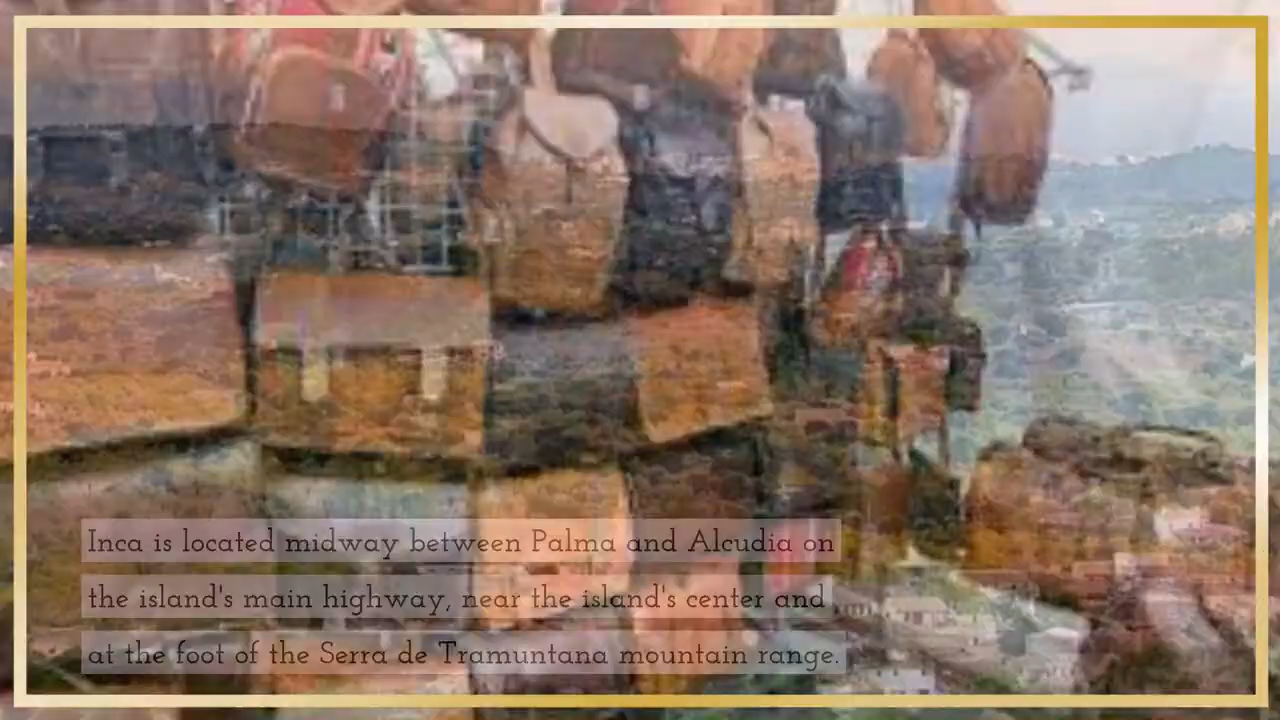 Inca is located midway between Palma and Alcudia on
the island's main highway, near the island's center and
at the foot of the Serra de Tramuntana mountain range.